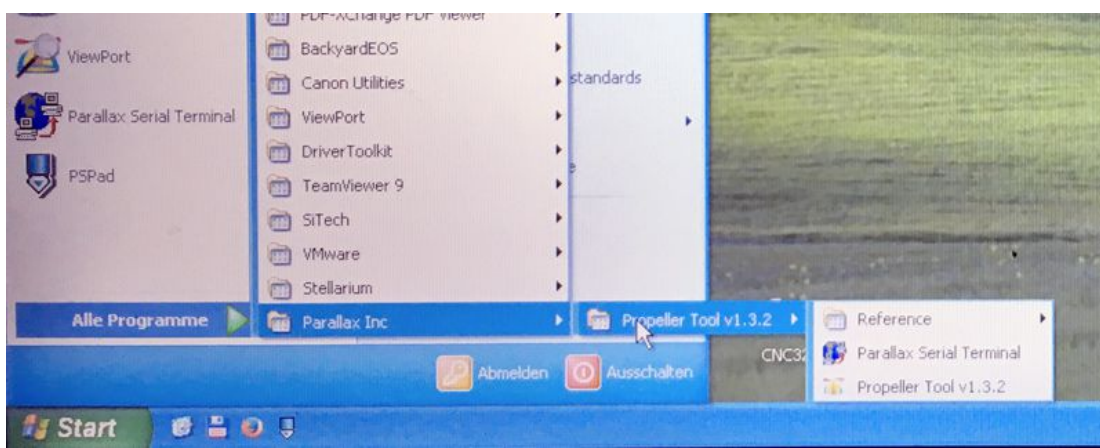 PDF-XChange PDF Viewer
ViewPort
BackyardEOS
Canon Utilities
standards
Parallax Serial Terminal
ViewPort
DriverToolkit
PSPad
TeamViewer 9
SiTech
VMware
Stellarium
Alle Programme
Parallax Inc
Propeller Tool v1.3.2
Reference
Parallax Serial Terminal
Propeller Tool v1.3.2
Abmelden
Ausschalten
Start